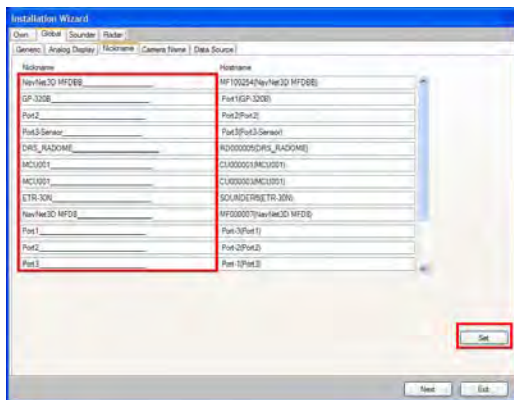 Installation Wizard
Own Global Sounder Radar
Generic Analog Display Nickname Camera Name Data Source
Nickname Hostname
NavNet3D MFDBB MF100254(NavNet3D MFDBB)
GP-320B Port1(GP-320B)
Port2 Port2(Port2)
Port3-Sensor Port3(Port3-Sensor)
DRS_RADOME RD000005(DRS_RADOME)
MCU001 CU000001(MCU001)
MCU001 CU000003(MCU001)
ETR-30N SOUNDER5(ETR-30N)
NavNet3D MFD8 MF000007(NavNet3D MFD8)
Port1 Port-3(Port1)
Port2 Port-2(Port2)
Port3 Port-1(Port3)
Set
Next Exit